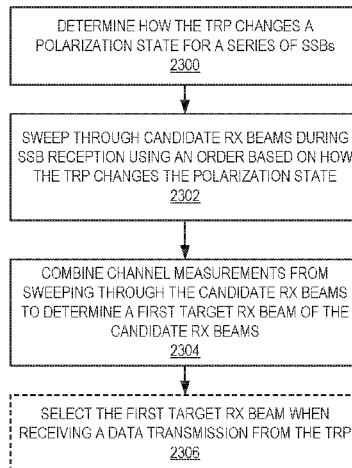 DETERMINE HOW THE TRP CHANGES A
POLARIZATION STATE FOR A SERIES OF SSBs
2300
SWEEP THROUGH CANDIDATE RX BEAMS DURING
SSB RECEPTION USING AN ORDER BASED ON HOW
THE TRP CHANGES THE POLARIZATION STATE
2302
COMBINE CHANNEL MEASUREMENTS FROM
SWEEPING THROUGH THE CANDIDATE RX BEAMS
TO DETERMINE A FIRST TARGET RX BEAM OF THE
CANDIDATE RX BEAMS
2304
SELECT THE FIRST TARGET RX BEAM WHEN
RECEIVING A DATA TRANSMISSION FROM THE TRP
2306